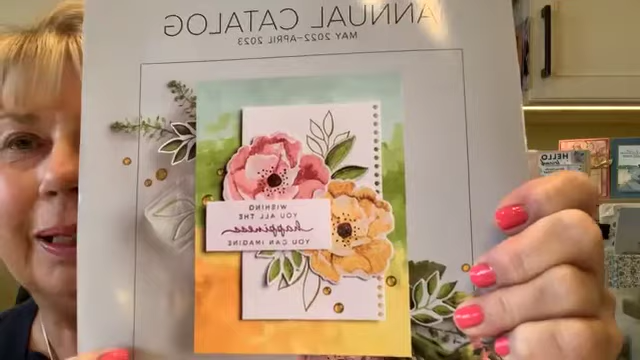 ANNUAL CATALOG
MAY 2022–APRIL 2023
WISHING
YOU ALL THE
happiness
YOU CAN IMAGINE
HELLO